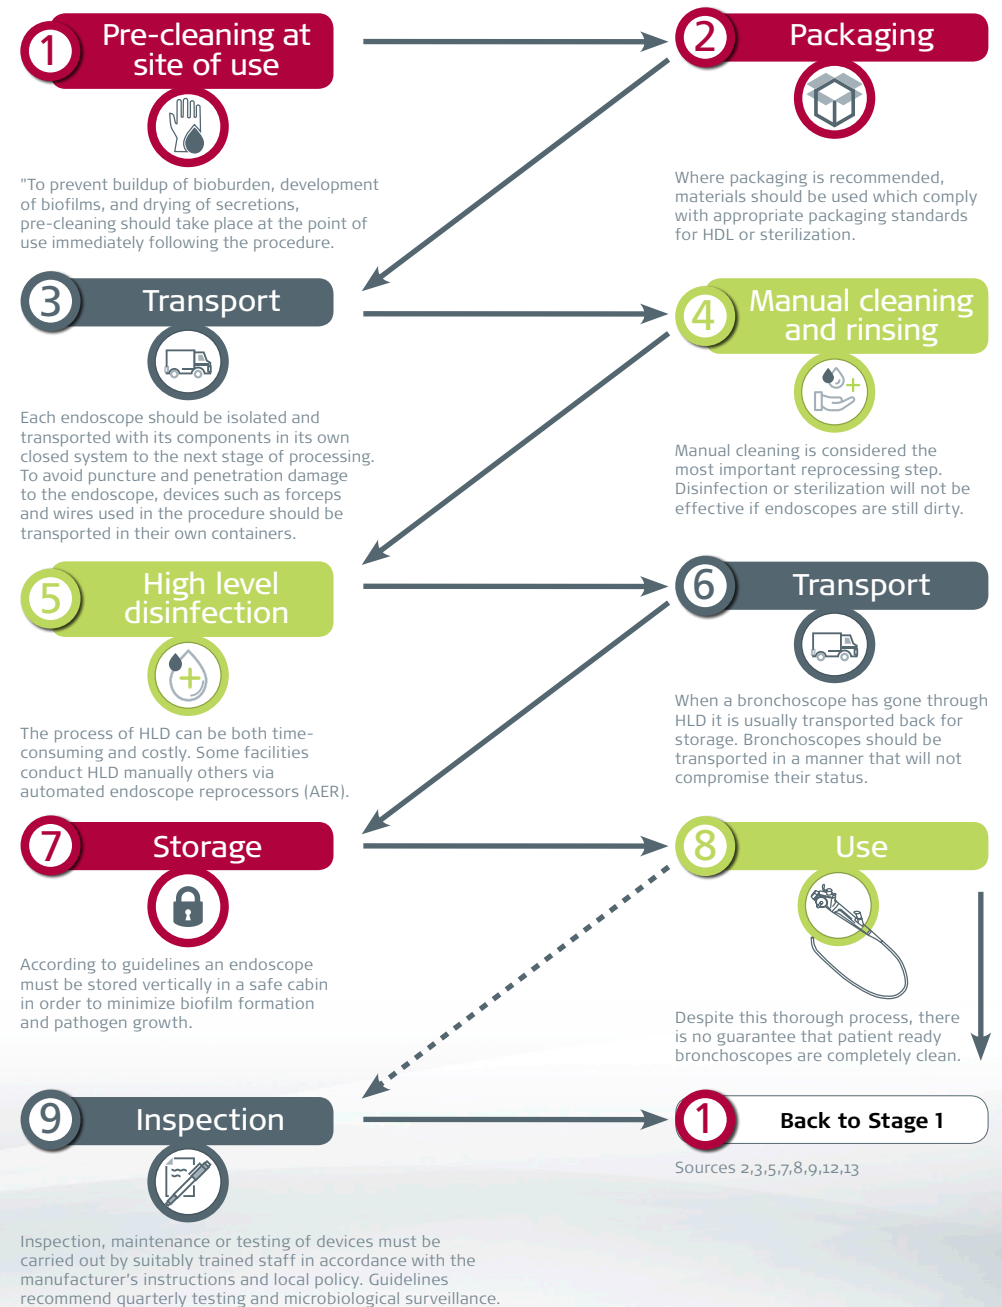 1
Pre-cleaning at
site of use
"To prevent buildup of bioburden, development
of biofilms, and drying of secretions,
pre-cleaning should take place at the point of
use immediately following the procedure.
2
Packaging
Where packaging is recommended,
materials should be used which comply
with appropriate packaging standards
for HDL or sterilization.
3
Transport
Each endoscope should be isolated and
transported with its components in its own
closed system to the next stage of processing.
To avoid puncture and penetration damage
to the endoscope, devices such as forceps
and wires used in the procedure should be
transported in their own containers.
4
Manual cleaning
and rinsing
Manual cleaning is considered the
most important reprocessing step.
Disinfection or sterilization will not be
effective if endoscopes are still dirty.
5
High level
disinfection
The process of HLD can be both time-
consuming and costly. Some facilities
conduct HLD manually others via
automated endoscope reprocessors (AER).
6
Transport
When a bronchoscope has gone through
HLD it is usually transported back for
storage. Bronchoscopes should be
transported in a manner that will not
compromise their status.
7
Storage
According to guidelines an endoscope
must be stored vertically in a safe cabin
in order to minimize biofilm formation
and pathogen growth.
8
Use
Despite this thorough process, there
is no guarantee that patient ready
bronchoscopes are completely clean.
9
Inspection
Inspection, maintenance or testing of devices must be
carried out by suitably trained staff in accordance with the
manufacturer's instructions and local policy. Guidelines
recommend quarterly testing and microbiological surveillance.
1
Back to Stage 1
Sources 2,3,5,7,8,9,12,13